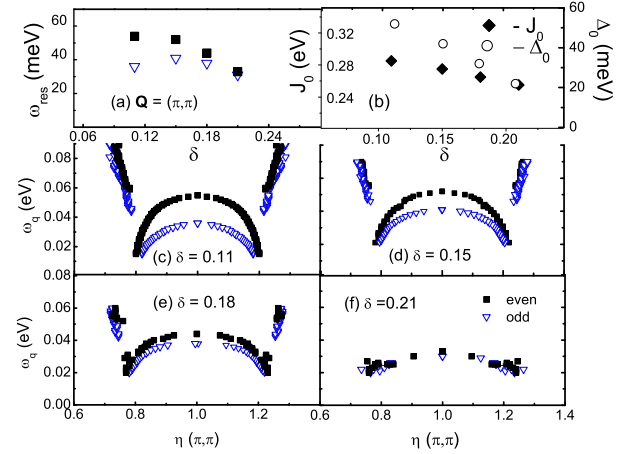 60
40
20
ω_res (meV)
(a) Q = (π,π)
0.06 0.12 0.18 0.24
δ
0.32
0.28
0.24
J_0 (eV)
- J_0
- Δ_0
(b)
60
40
20
0
Δ_0 (meV)
0.10 0.15 0.20
δ
0.08
0.06
0.04
0.02
0.08
ω_q (eV)
(c) δ = 0.11
(d) δ = 0.15
0.06
0.04
0.02
0.00
ω_q (eV)
(e) δ = 0.18
(f) δ =0.21
even
odd
0.6 0.8 1.0 1.2 0.6 0.8 1.0 1.2 1.4
η (π,π)
η (π,π)